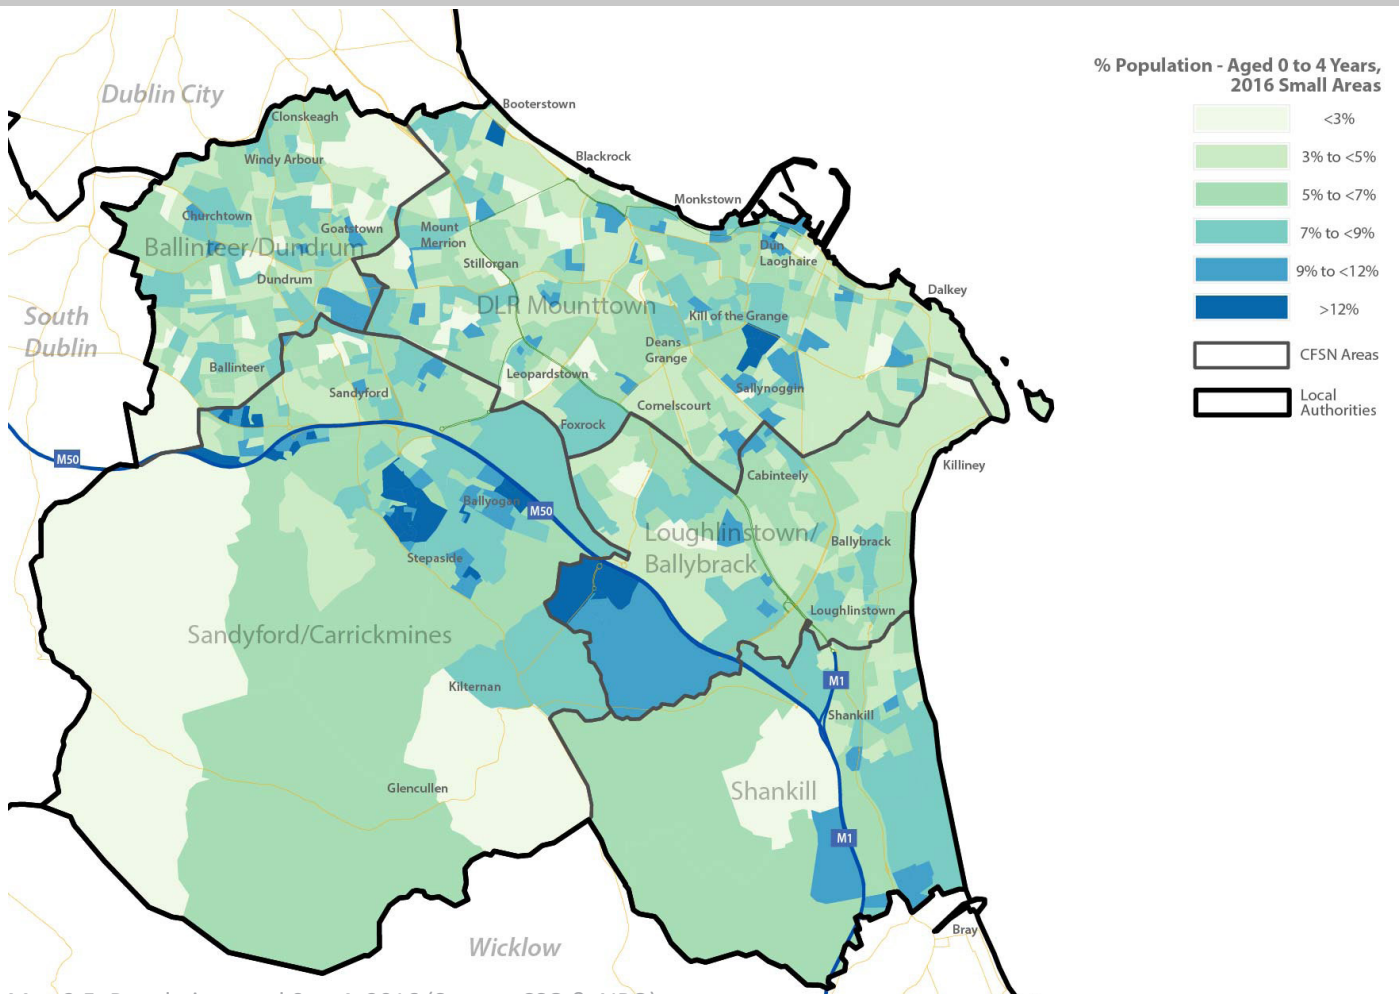 % Population - Aged 0 to 4 Years,
2016 Small Areas
<3%
3% to <5%
5% to <7%
7% to <9%
9% to <12%
>12%
CFSN Areas
Local
Authorities
Dublin City
Booterstown
Clonskeagh
Windy Arbour
Blackrock
Monkstown
Churchtown
Goatstown
Mount
Merrion
Ballinteer/Dundrum
Dún
Laoghaire
Stillorgan
Dundrum
Dalkey
DLR Mounttown
Kill of the Grange
South
Dublin
Deans
Grange
Ballinteer
Leopardstown
Sandyford
Sallynoggin
Cornelscourt
Foxrock
M50
Killiney
Cabinteely
Ballyogan
M50
Loughlinstown/
Ballybrack
Ballybrack
Stepaside
Loughlinstown
Sandyford/Carrickmines
M1
Kilternan
Shankill
Glencullen
Shankill
M1
Bray
Wicklow